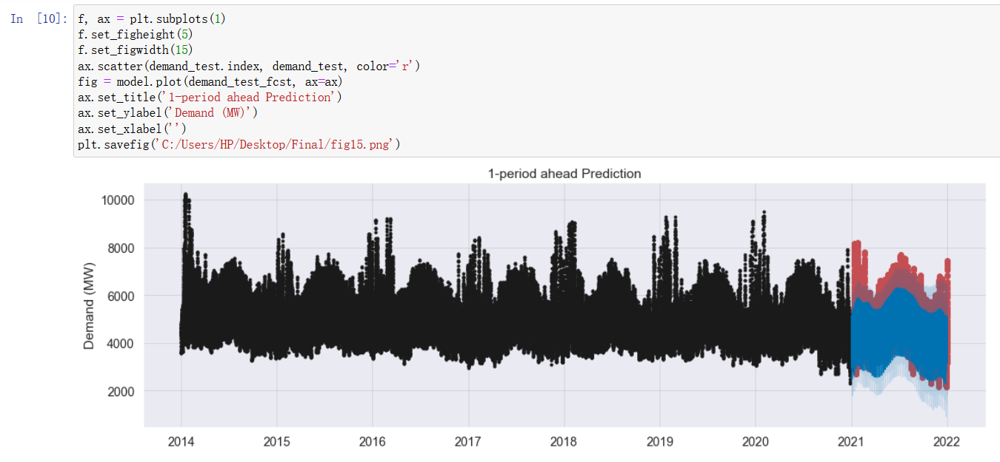 In [10]:
f, ax = plt.subplots(1)
f.set_figheight(5)
f.set_figwidth(15)
ax.scatter(demand_test.index, demand_test, color='r')
fig = model.plot(demand_test_fcst, ax=ax)
ax.set_title('1-period ahead Prediction')
ax.set_ylabel('Demand (MW)')
ax.set_xlabel('')
plt.savefig('C:/Users/HP/Desktop/Final/fig15.png')
1-period ahead Prediction
Demand (MW)
10000
8000
6000
4000
2000
2014 2015 2016 2017 2018 2019 2020 2021 2022